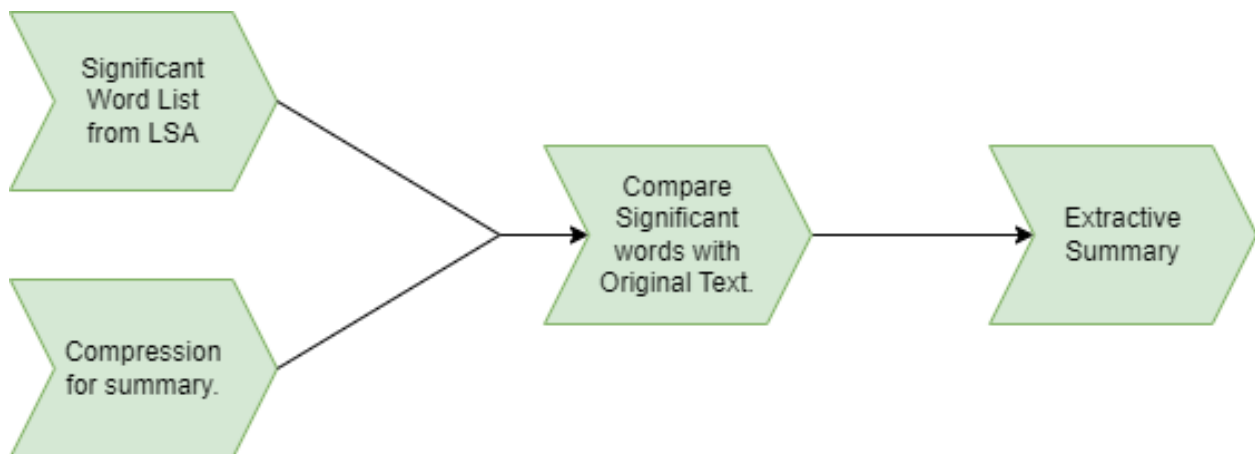 Significant
Word List
from LSA
Compression
for summary.
Compare
Significant
words with
Original Text.
Extractive
Summary